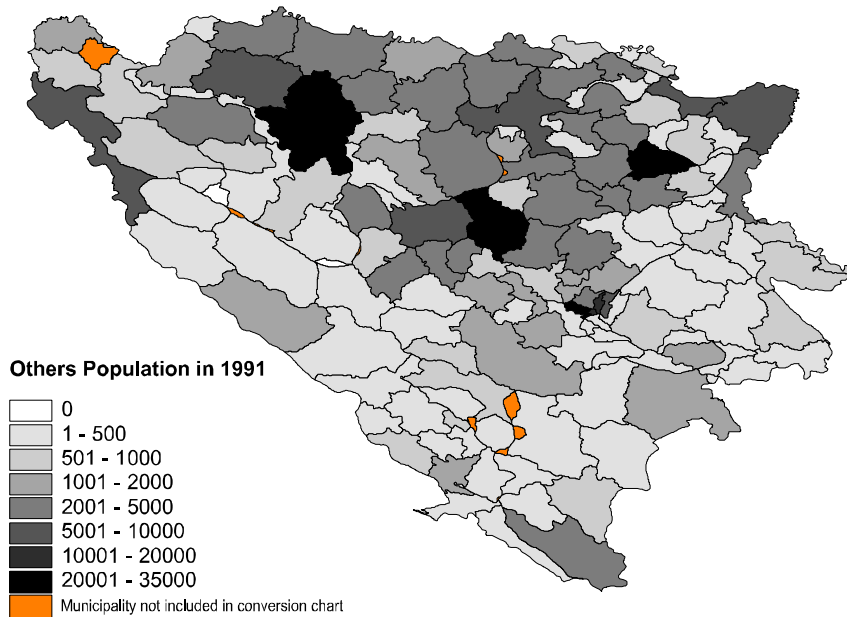 Others Population in 1991
0
1 - 500
501 - 1000
1001 - 2000
2001 - 5000
5001 - 10000
10001 - 20000
20001 - 35000
Municipality not included in conversion chart